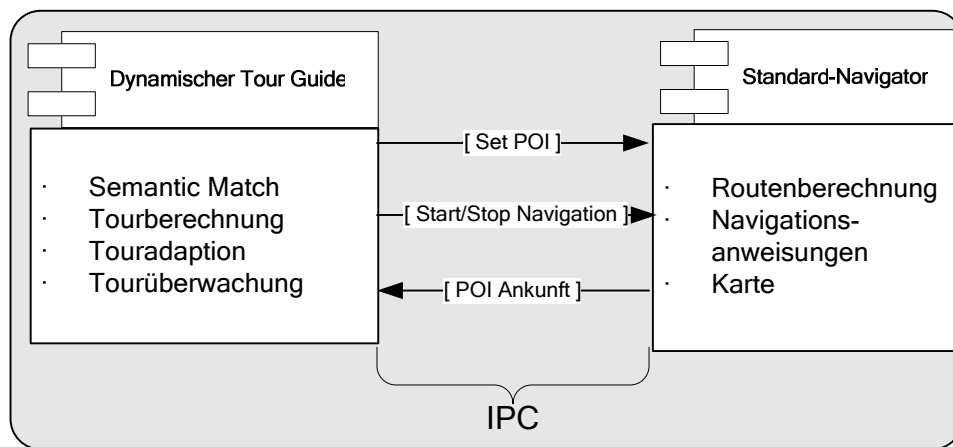 Dynamischer Tour Guide
Standard-Navigator
[ Set POI ]
· Semantic Match
· Tourberechnung
· Touradaption
· Tourüberwachung
[ Start/Stop Navigation ]
[ POI Ankunft ]
· Routenberechnung
· Navigations-
anweisungen
· Karte
IPC